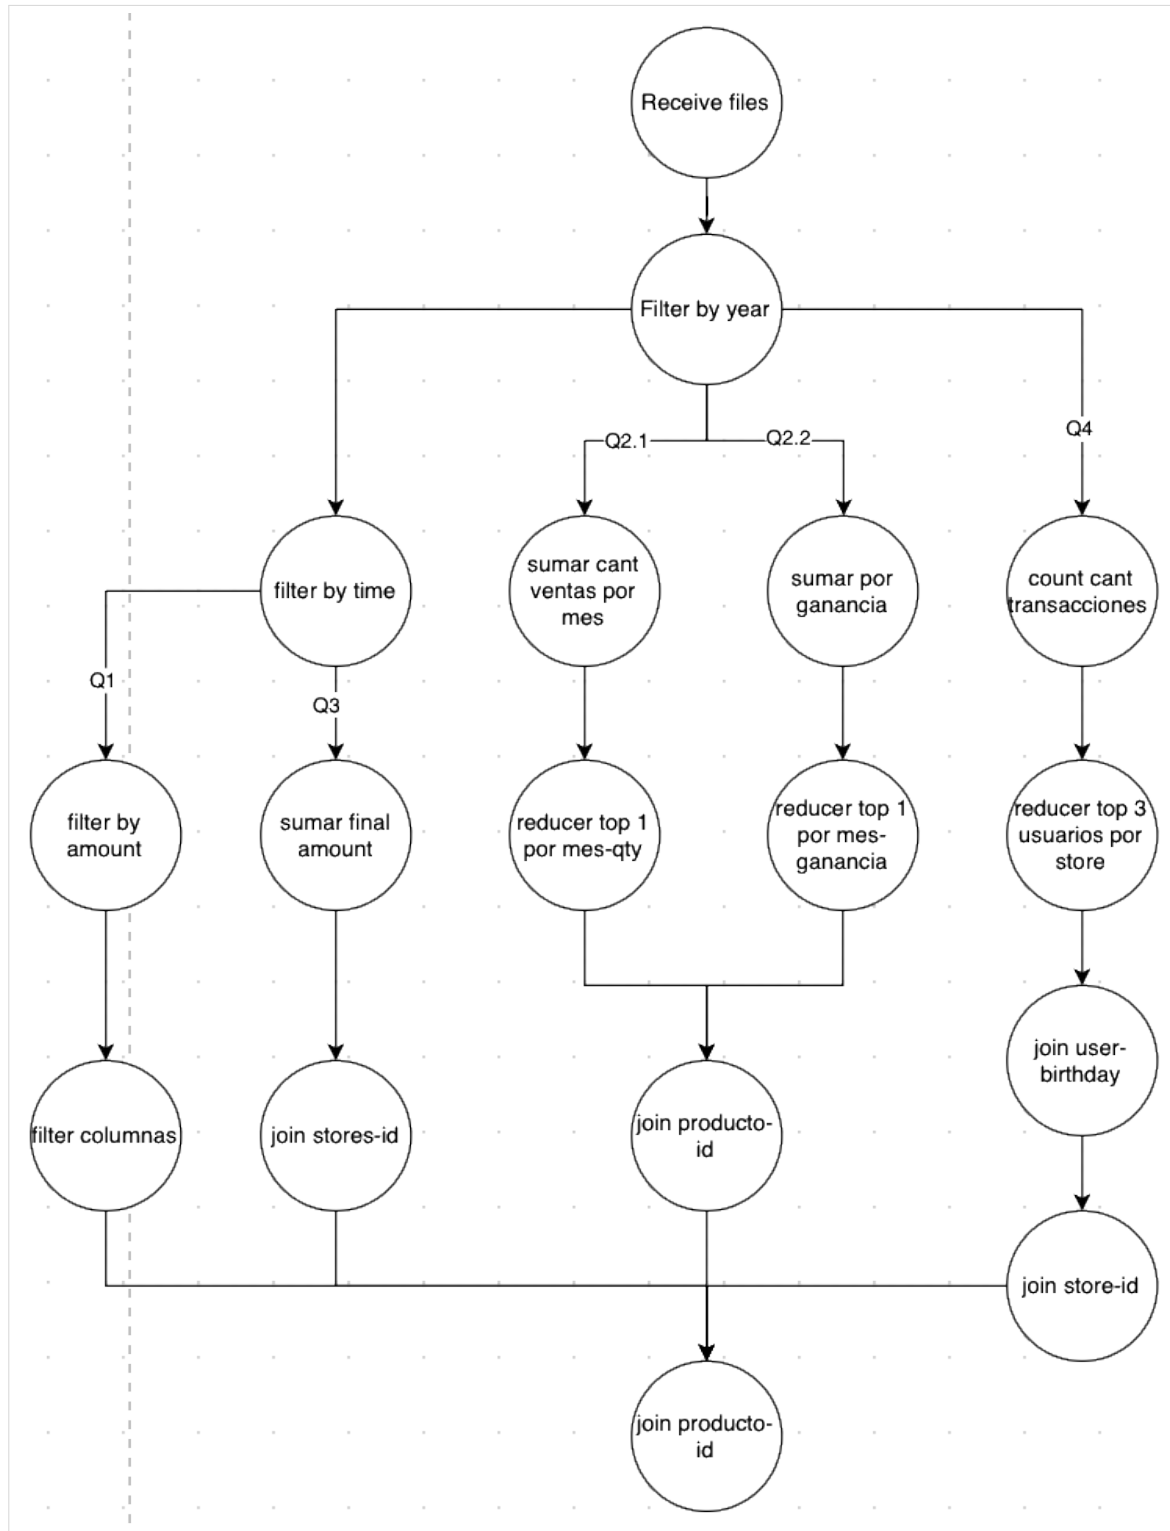 Receive files
Filter by year
Q2.1
Q2.2
Q4
filter by time
sumar cant
ventas por
mes
sumar por
ganancia
count cant
transacciones
Q1
Q3
filter by
amount
sumar final
amount
reducer top 1
por mes-qty
reducer top 1
por mes-
ganancia
reducer top 3
usuarios por
store
join user-
birthday
filter columnas
join stores-id
join producto-
id
join store-id
join producto-
id